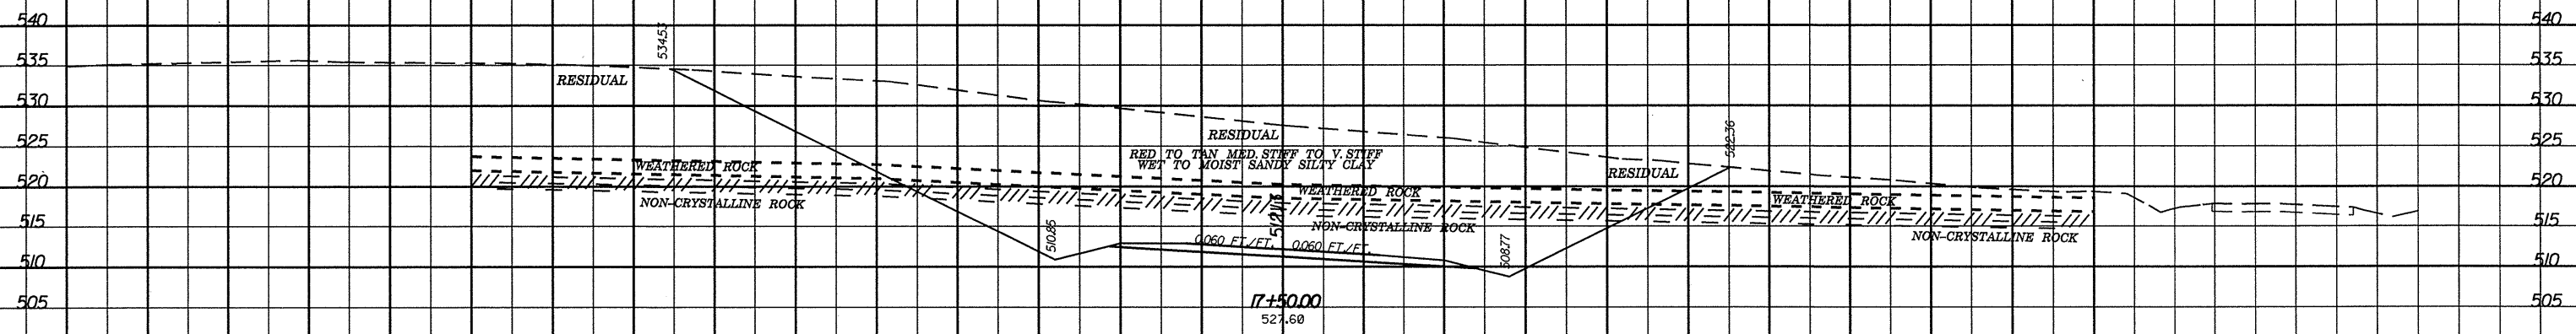 540 540
534.53
535 535
RESIDUAL
530 530
RESIDUAL
525 522.36 525
RED TO TAN MED. STIFF TO V. STIFF
WET TO MOIST SANDY SILTY CLAY
WEATHERED ROCK
RESIDUAL
520 520
WEATHERED ROCK
WEATHERED ROCK
NON-CRYSTALLINE ROCK
515 515
NON-CRYSTALLINE ROCK
NON-CRYSTALLINE ROCK
510.85
0.060 FT./FT. 0.060 FT./FT.
508.77
510 510
505 17+50.00 505
527.60